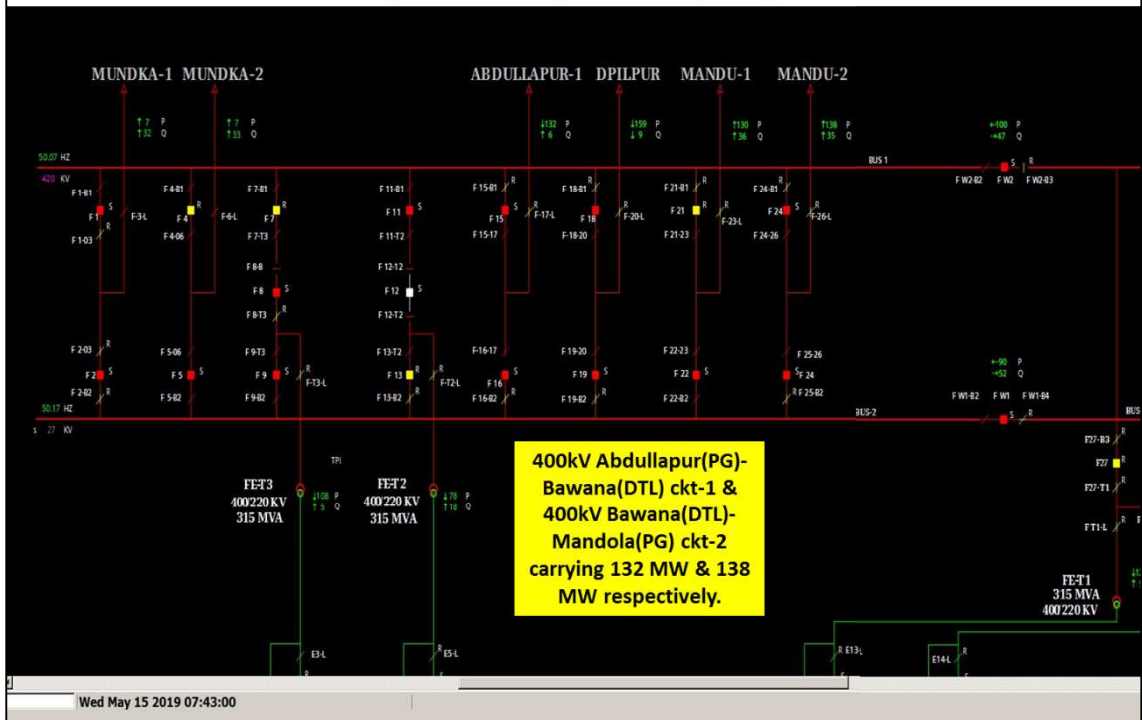 MUNDKA-1 MUNDKA-2 ABDULLAPUR-1 DPILPUR MANDU-1 MANDU-2
↑ 7 P ↑ 7 P ↓132 P ↓159 P ↑130 P ↑138 P ←100 P
↑32 Q ↑33 Q ↑ 6 Q ↓ 9 Q ↑36 Q ↑35 Q →47 Q
50.07 HZ BUS 1 S R
420 KV F W2-B2 F W2 F W2-B3
F 1-B1 F 4-B1 F 7-B1 F 11-B1 F 15-B1 R F 18-B1 R F 21-B1 R F 24-B1 R
F 1 S F-3-L F 4 R F-6-L F 7 R F 11 S F 15 S R F-17-L F 18 S R F-20-L F 21 R R F-23-L F 24 S R F-26-L
F 1-03 R F 4-06 F 7-T3 F 11-T2 F 15-17 F-18-20 F 21-23 F 24-26
F 8-8 F 12-12
F 8 S F 12 S
F 8-T3 R F 12-T2
F 2-03 R F 5-06 F 9-T3 F 13-T2 F-16-17 F 19-20 F 22-23 F 25-26
←90 P
→52 Q
F 2 S F 5 S F 9 S R F-T3-L F 13 R R F-T2-L F 16 S F 19 S F 22 S S F 24
F 2-B2 R F 5-B2 F 9-B2 F 13-B2 R F 16-B2 R F 19-B2 R F 22-B2 R F 25-B2 F W1-B2 F W1 F W1-B4
50.17 HZ BUS-2 S R BUS
s 27 KV
F27-B3 R
F27 R
F27-T1 R
FT1-L R
TPI
FE-T3
400/220 KV
315 MVA
↓108 P
↑ 5 Q
FE-T2
400/220 KV
315 MVA
↓ 78 P
↑18 Q
400kV Abdullapur(PG)-
Bawana(DTL) ckt-1 &
400kV Bawana(DTL)-
Mandola(PG) ckt-2
carrying 132 MW & 138
MW respectively.
FE-T1
315 MVA
400/220 KV
E3-L R R E5-L R E13- E14-L R
Wed May 15 2019 07:43:00